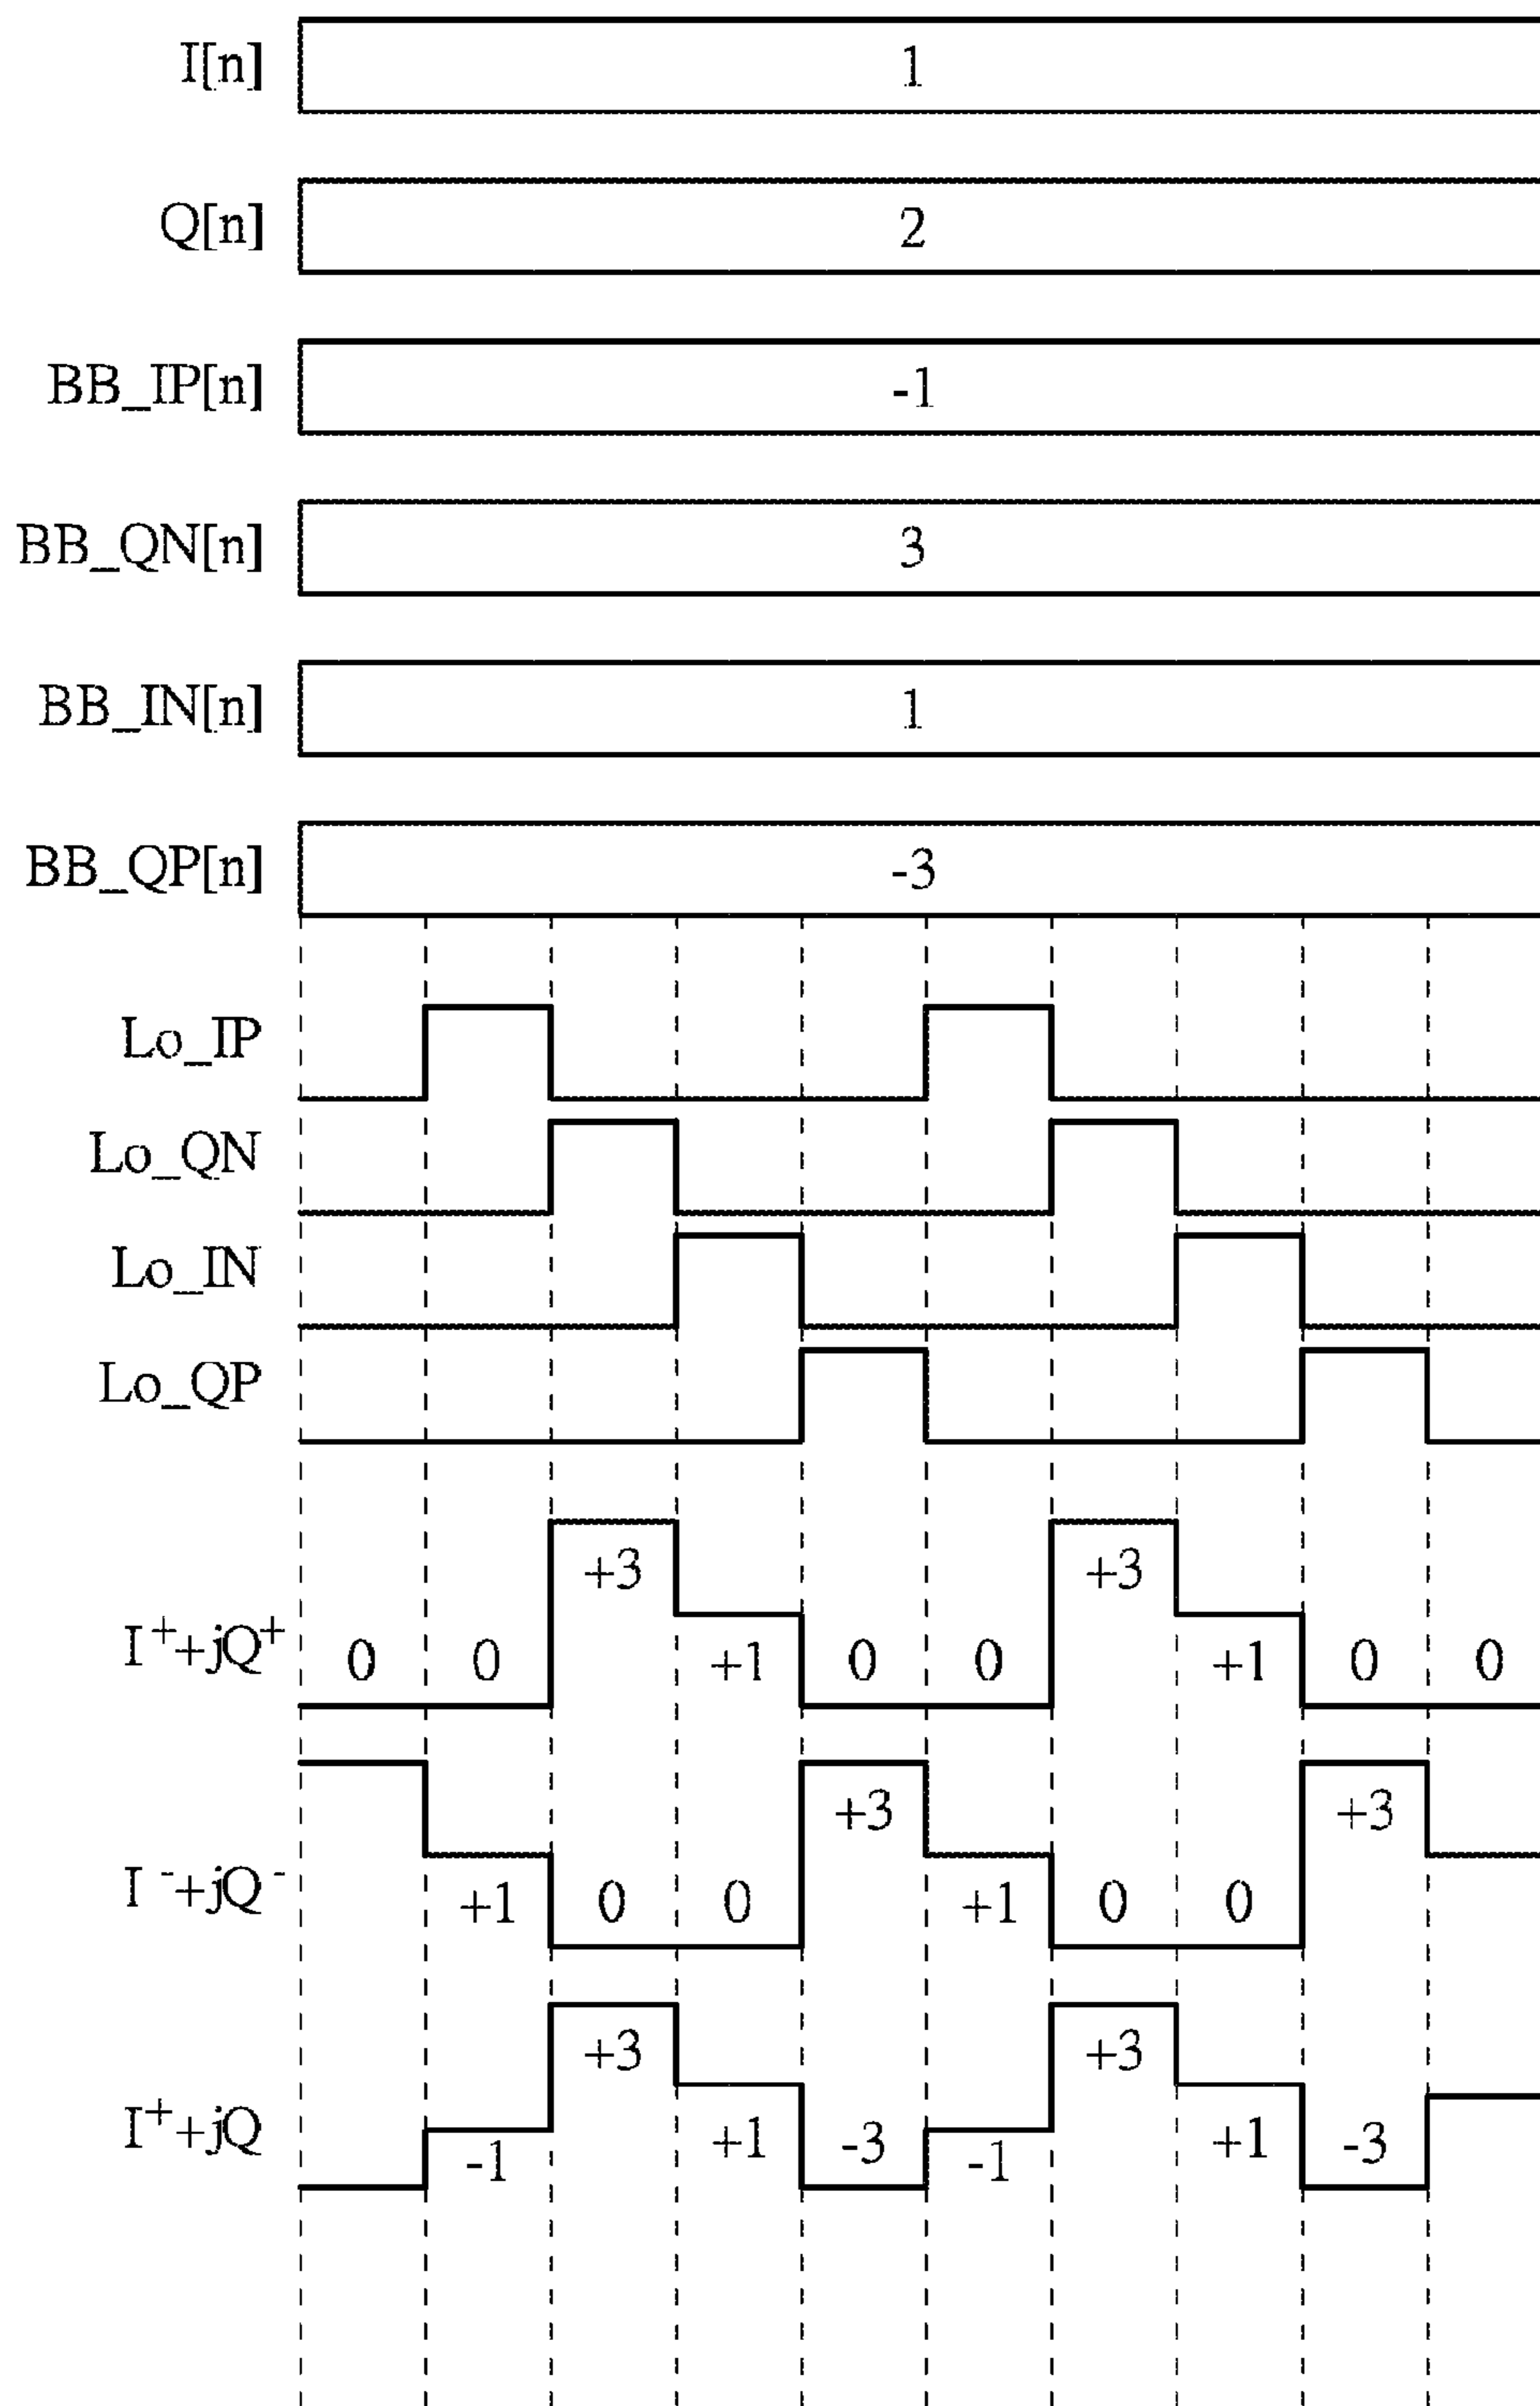 I[n] 1
Q[n] 2
BB_IP[n] -1
BB_QN[n] 3
BB_IN[n] 1
BB_QP[n] -3
Lo_IP
Lo_QN
Lo_IN
Lo_QP
+3 +3
I⁺+jQ⁺ 0 0 +1 0 0 +1 0 0
+3 +3
I⁻+jQ⁻ +1 0 0 +1 0 0
+3 +3
I⁺+jQ -1 +1 -3 -1 +1 -3